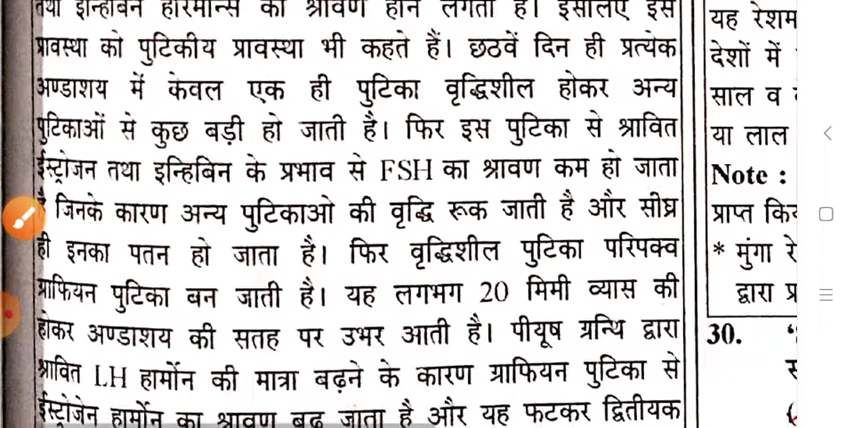 तथा इन्हिबिन हारमोन्स का श्रावण होने लगता है। इसलिए इस
प्रावस्था को पुटिकीय प्रावस्था भी कहते हैं। छठवें दिन ही प्रत्येक
अण्डाशय में केवल एक ही पुटिका वृद्धिशील होकर अन्य
पुटिकाओं से कुछ बड़ी हो जाती है। फिर इस पुटिका से श्रावित
ईस्ट्रोजन तथा इन्हिबिन के प्रभाव से FSH का श्रावण कम हो जाता
है जिनके कारण अन्य पुटिकाओ की वृद्धि रूक जाती है और सीघ्र
ही इनका पतन हो जाता है। फिर वृद्धिशील पुटिका परिपक्व
ग्राफियन पुटिका बन जाती है। यह लगभग 20 मिमी व्यास की
होकर अण्डाशय की सतह पर उभर आती है। पीयूष ग्रन्थि द्वारा
श्रावित LH हार्मोन की मात्रा बढ़ने के कारण ग्राफियन पुटिका से
ईस्ट्रोजेन हार्मोन का श्रावण बढ़ जाता है और यह फटकर द्वितीयक
यह रेशम
देशों में
साल व
या लाल
Note :
प्राप्त
* मुंगा रे
द्वारा प्र
30.